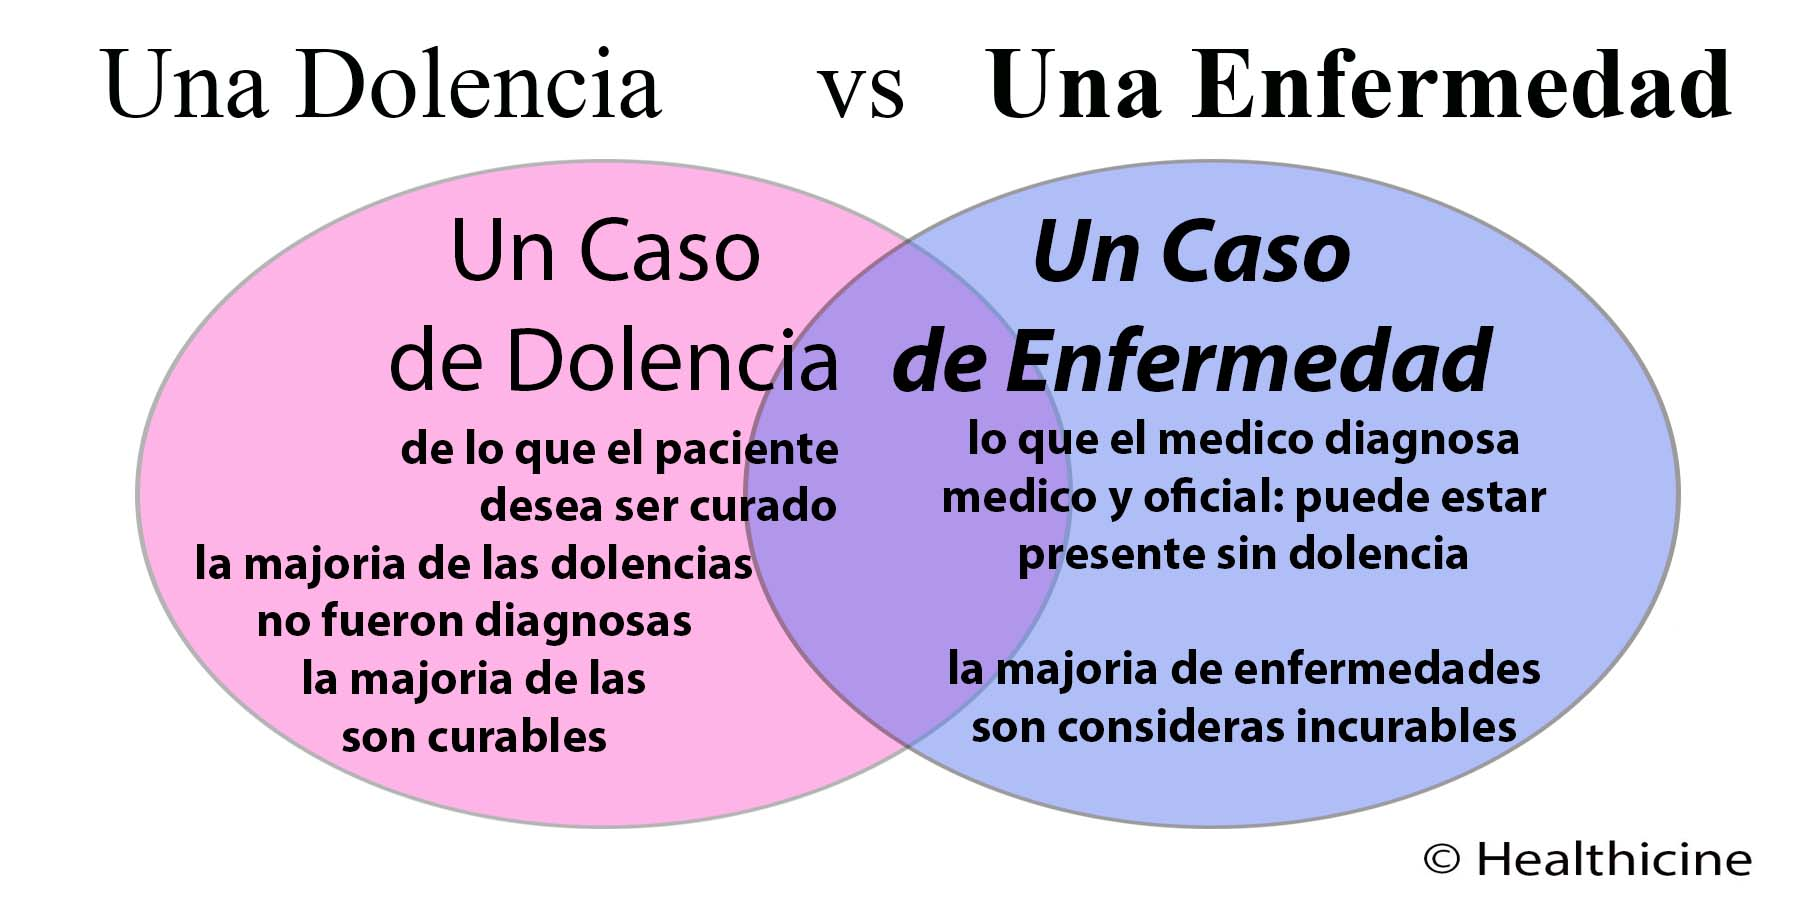 Una Dolencia vs Una Enfermedad
Un Caso
de Dolencia
de lo que el paciente
desea ser curado
la majoria de las dolencias
no fueron diagnosas
la majoria de las
son curables
Un Caso
de Enfermedad
lo que el medico diagnosa
medico y oficial: puede estar
presente sin dolencia
la majoria de enfermedades
son consideras incurables
© Healthicine